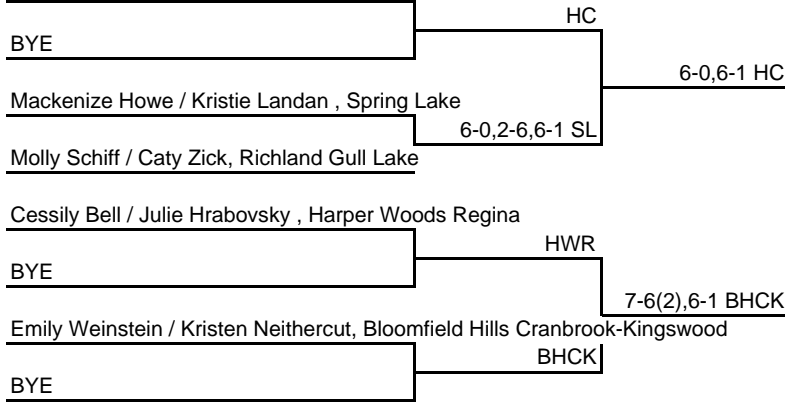 HC
BYE
6-0,6-1 HC
Mackenize Howe / Kristie Landan , Spring Lake
6-0,2-6,6-1 SL
Molly Schiff / Caty Zick, Richland Gull Lake
Cessily Bell / Julie Hrabovsky , Harper Woods Regina
HWR
BYE
7-6(2),6-1 BHCK
Emily Weinstein / Kristen Neithercut, Bloomfield Hills Cranbrook-Kingswood
BHCK
BYE